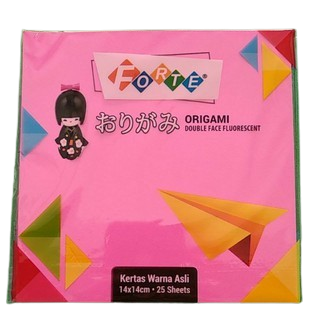 FORTE®
おりがみ
ORIGAMI
DOUBLE FACE FLUORESCENT
Kertas Warna Asli
14x14cm • 25 Sheets